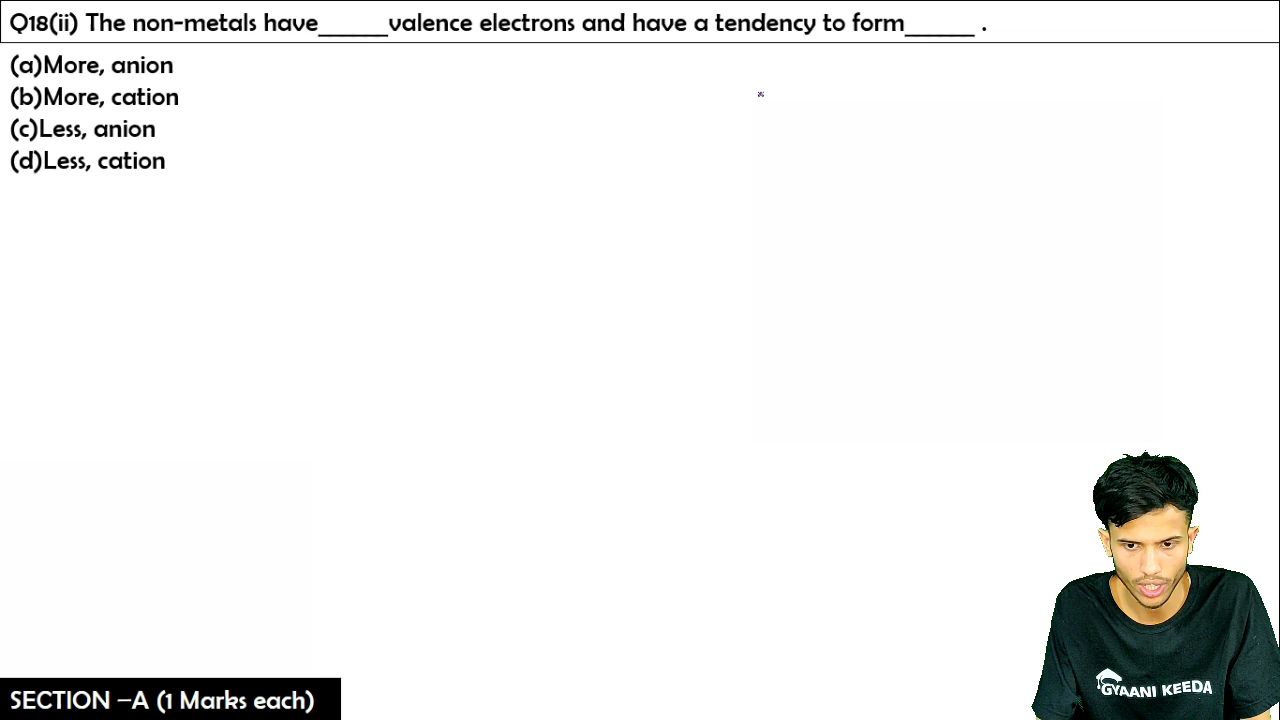 Q18(ii) The non-metals have______valence electrons and have a tendency to form______ .
(a)More, anion
(b)More, cation
(c)Less, anion
(d)Less, cation
GYAANI KEEDA
SECTION –A (1 Marks each)